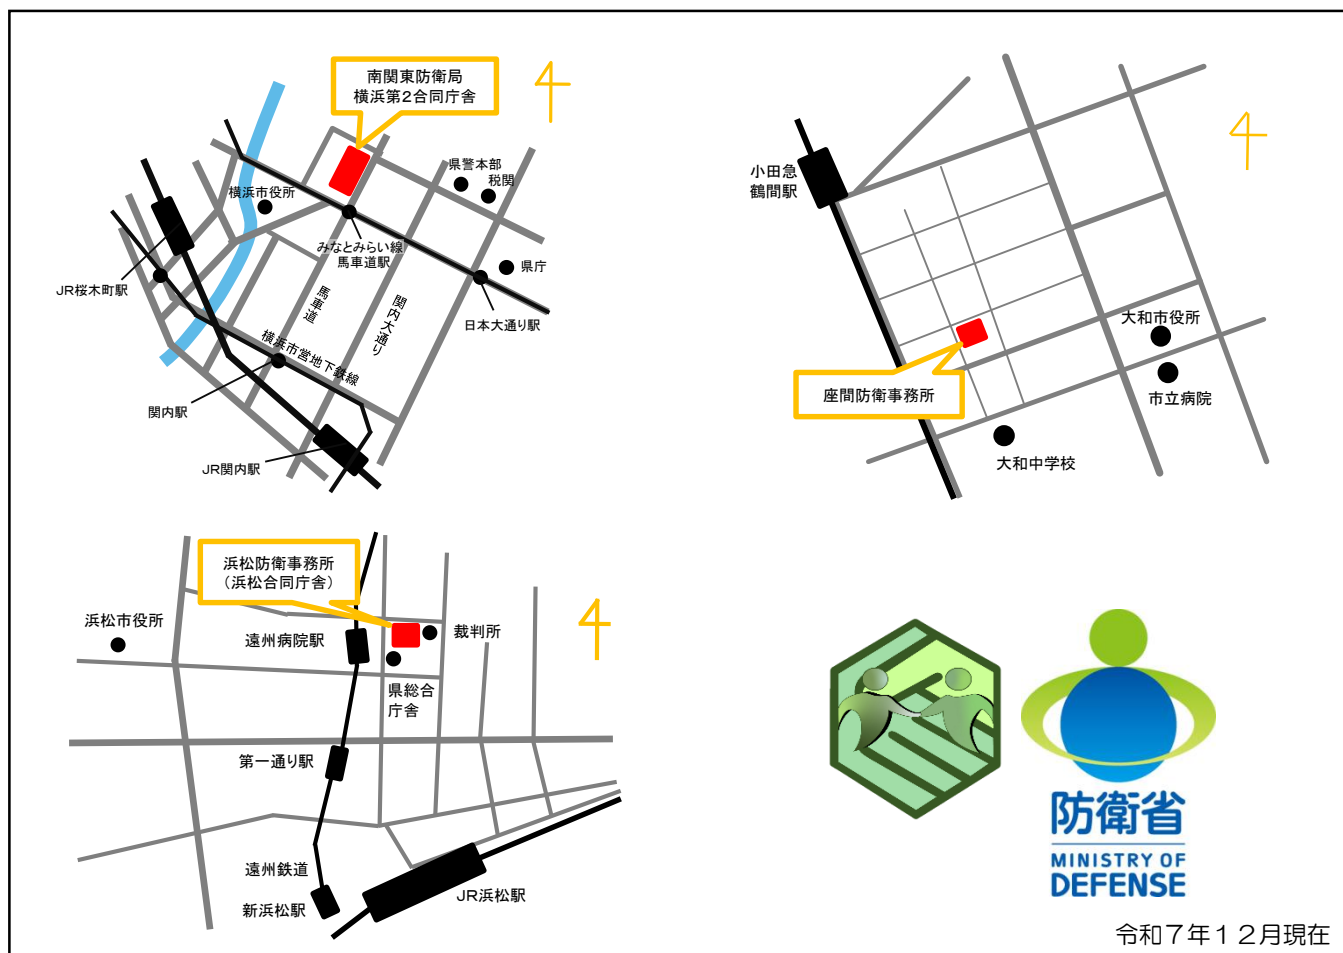 南関東防衛局
横浜第2合同庁舎
県警本部
税関
横浜市役所
みなとみらい線
馬車道駅
県庁
JR桜木町駅
馬車道
関内大通り
日本大通り駅
横浜市営地下鉄線
関内駅
JR関内駅
小田急
鶴間駅
大和市役所
座間防衛事務所
市立病院
大和中学校
浜松防衛事務所
(浜松合同庁舎)
浜松市役所
遠州病院駅
裁判所
県総合
庁舎
第一通り駅
遠州鉄道
新浜松駅
JR浜松駅
防衛省
MINISTRY OF
DEFENSE
令和7年12月現在